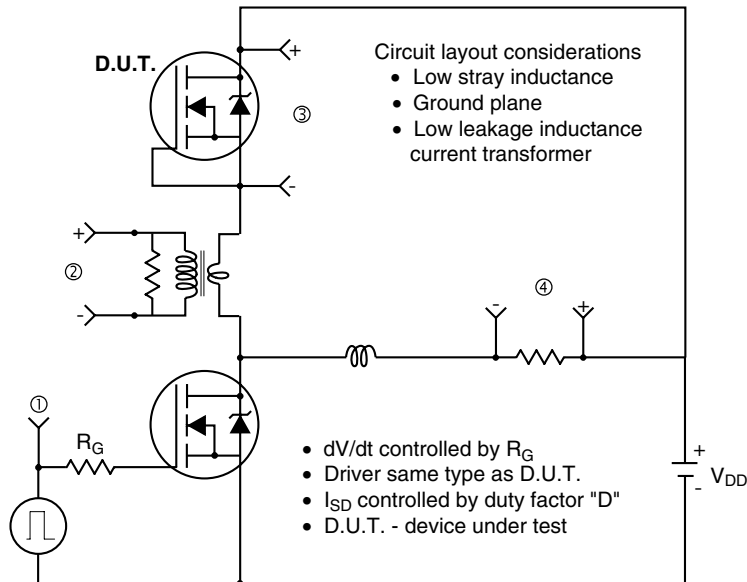 D.U.T.
+
Circuit layout considerations
• Low stray inductance
• Ground plane
• Low leakage inductance
current transformer
③
-
+
②
-
④
-
+
①
R_G
• dV/dt controlled by R_G
• Driver same type as D.U.T.
• I_SD controlled by duty factor "D"
• D.U.T. - device under test
+
V_DD
-